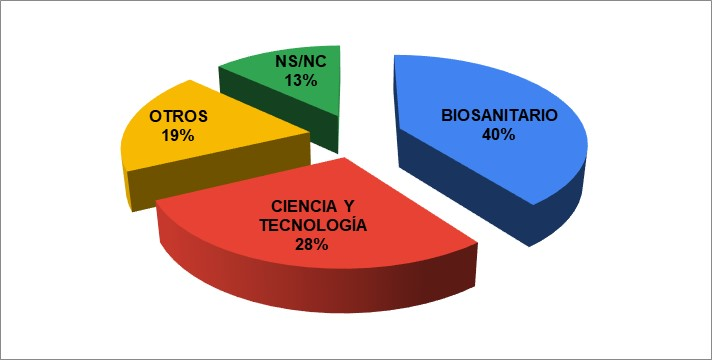 NS/NC
13%
BIOSANITARIO
40%
OTROS
19%
CIENCIA Y
TECNOLOGÍA
28%